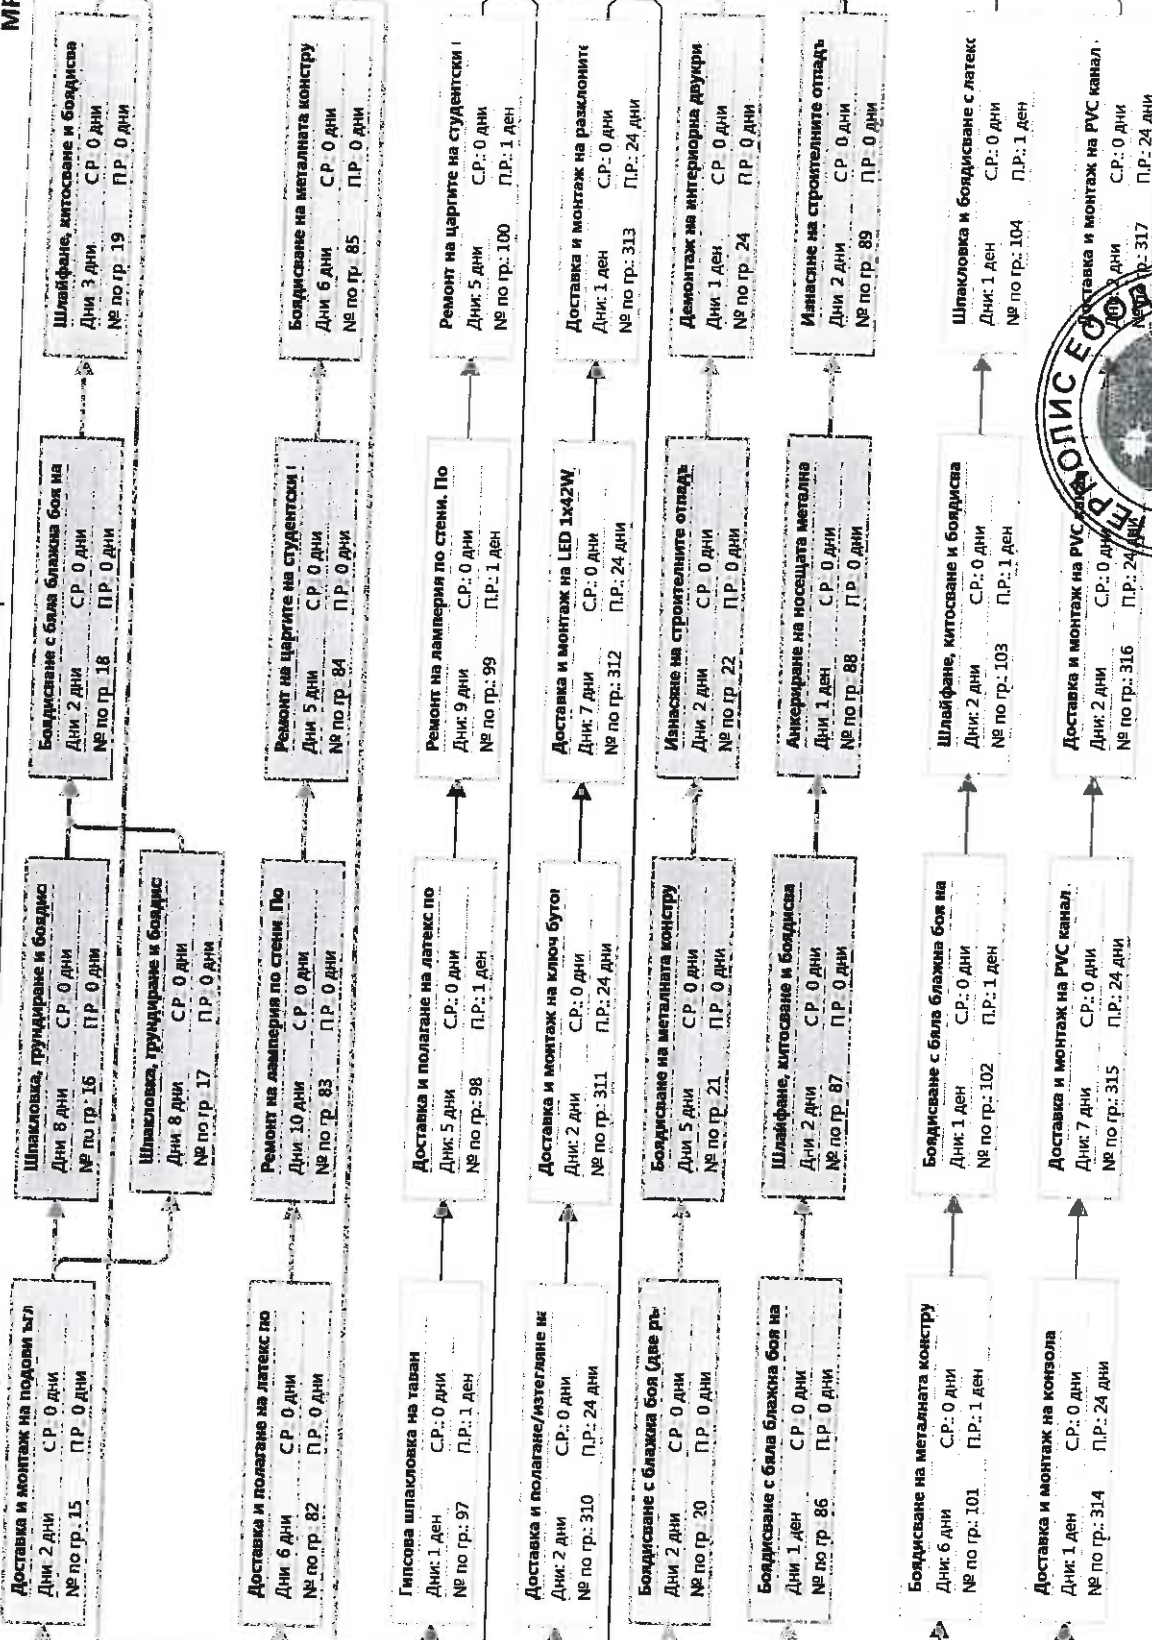 Доставка и монтаж на подови ъгл
Дни 2 дни С.Р. 0 дни
№ по гр 15 П.Р. 0 дни
Шпакловка, грундиране и боядис
Дни 8 дни С.Р. 0 дни
№ по гр 16 П.Р. 0 дни
Шпакловка, грундиране и боядис
Дни: 8 дни С.Р. 0 дни
№ по гр 17 П.Р. 0 дни
Боядисване с бяла блажна боя на
Дни 2 дни С.Р. 0 дни
№ по гр 18 П.Р. 0 дни
Шлайфане, китосване и боядисва
Дни 3 дни С.Р. 0 дни
№ по гр 19 П.Р. 0 дни
Доставка и полагане на латекс по
Дни 6 дни С.Р. 0 дни
№ по гр 82 П.Р. 0 дни
Ремонт на ламперия по стени. По
Дни 10 дни С.Р. 0 дни
№ по гр 83 П.Р. 0 дни
Ремонт на царгите на студентски
Дни 5 дни С.Р. 0 дни
№ по гр 84 П.Р. 0 дни
Боядисване на металната констру
Дни 6 дни С.Р. 0 дни
№ по гр 85 П.Р. 0 дни
Гипсова шпакловка на таван
Дни: 1 ден С.Р.: 0 дни
№ по гр.: 97 П.Р.: 1 ден
Доставка и полагане на латекс по
Дни: 5 дни С.Р.: 0 дни
№ по гр.: 98 П.Р.: 1 ден
Ремонт на ламперия по стени. По
Дни: 9 дни С.Р.: 0 дни
№ по гр.: 99 П.Р.: 1 ден
Ремонт на царгите на студентски
Дни: 5 дни С.Р.: 0 дни
№ по гр.: 100 П.Р.: 1 ден
Доставка и полагане/изтегляне на
Дни: 2 дни С.Р.: 0 дни
№ по гр.: 310 П.Р.: 24 дни
Доставка и монтаж на ключ бутон
Дни: 2 дни С.Р.: 0 дни
№ по гр.: 311 П.Р.: 24 дни
Доставка и монтаж на LED 1x42W
Дни: 7 дни С.Р.: 0 дни
№ по гр.: 312 П.Р.: 24 дни
Доставка и монтаж на разклоните
Дни: 1 ден С.Р.: 0 дни
№ по гр.: 313 П.Р.: 24 дни
Боядисване с блажна боя (две ръ
Дни 2 дни С.Р. 0 дни
№ по гр 20 П.Р. 0 дни
Боядисване на металната констру
Дни 5 дни С.Р. 0 дни
№ по гр 21 П.Р. 0 дни
Изнасяне на строителните отпадъ
Дни 2 дни С.Р. 0 дни
№ по гр 22 П.Р. 0 дни
Демонтаж на интериорна двукри
Дни 1 ден С.Р. 0 дни
№ по гр 24 П.Р. 0 дни
Боядисване с бяла блажна боя на
Дни 1 ден С.Р. 0 дни
№ по гр 86 П.Р. 0 дни
Шлайфане, китосване и боядисва
Дни 2 дни С.Р. 0 дни
№ по гр 87 П.Р. 0 дни
Анкериране на носещата метална
Дни 1 ден С.Р. 0 дни
№ по гр 88 П.Р. 0 дни
Изнасяне на строителните отпадъ
Дни 2 дни С.Р. 0 дни
№ по гр 89 П.Р. 0 дни
Боядисване на металната констру
Дни: 6 дни С.Р.: 0 дни
№ по гр.: 101 П.Р.: 1 ден
Боядисване с бяла блажна боя на
Дни: 1 ден С.Р.: 0 дни
№ по гр.: 102 П.Р.: 1 ден
Шлайфане, китосване и боядисва
Дни: 2 дни С.Р.: 0 дни
№ по гр.: 103 П.Р.: 1 ден
Шпакловка и боядисване с латекс
Дни: 1 ден С.Р.: 0 дни
№ по гр.: 104 П.Р.: 1 ден
Доставка и монтаж на конзола
Дни: 1 ден С.Р.: 0 дни
№ по гр.: 314 П.Р.: 24 дни
Доставка и монтаж на PVC канал
Дни: 7 дни С.Р.: 0 дни
№ по гр.: 315 П.Р.: 24 дни
Доставка и монтаж на PVC канал
Дни: 2 дни С.Р.: 0 дни
№ по гр.: 316 П.Р.: 24 дни
Доставка и монтаж на PVC канал
Дни: 2 дни С.Р.: 0 дни
№ по гр.: 317 П.Р.: 24 дни